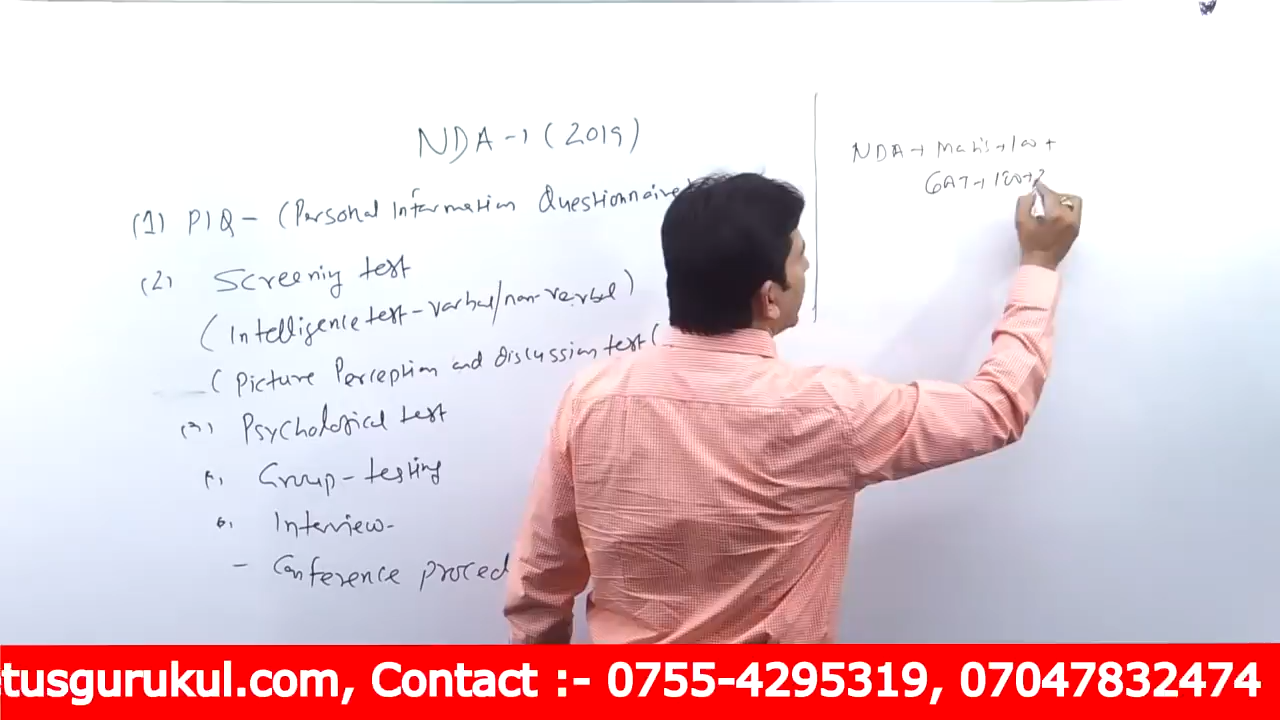 NDA-1 (2019)
(1) PIQ- (Personal Information Questionnaire
(2) Screening test
(Intelligence test-verbal/non-verbal)
(Picture Perception and discussion test(
(3) Psychological test
Group-testing
Interview-
- Conference proced
NDA→ Maths→100+
GAT→
tusgurukul.com, Contact :- 0755-4295319, 07047832474